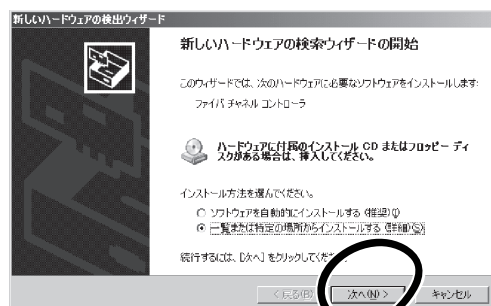 新しいハードウェアの検出ウィザード
新しいハードウェアの検索ウィザードの開始
このウィザードでは、次のハードウェアに必要なソフトウェアをインストールします:
ファイバ チャネル コントローラ
ハードウェアに付属のインストール CD またはフロッピー ディ
スクがある場合は、挿入してください。
インストール方法を選んでください。
ソフトウェアを自動的にインストールする (推奨)(I)
一覧または特定の場所からインストールする (詳細)(S)
続行するには、[次へ] をクリックしてくだ
< 戻る(B)
次へ(N) >
キャンセル